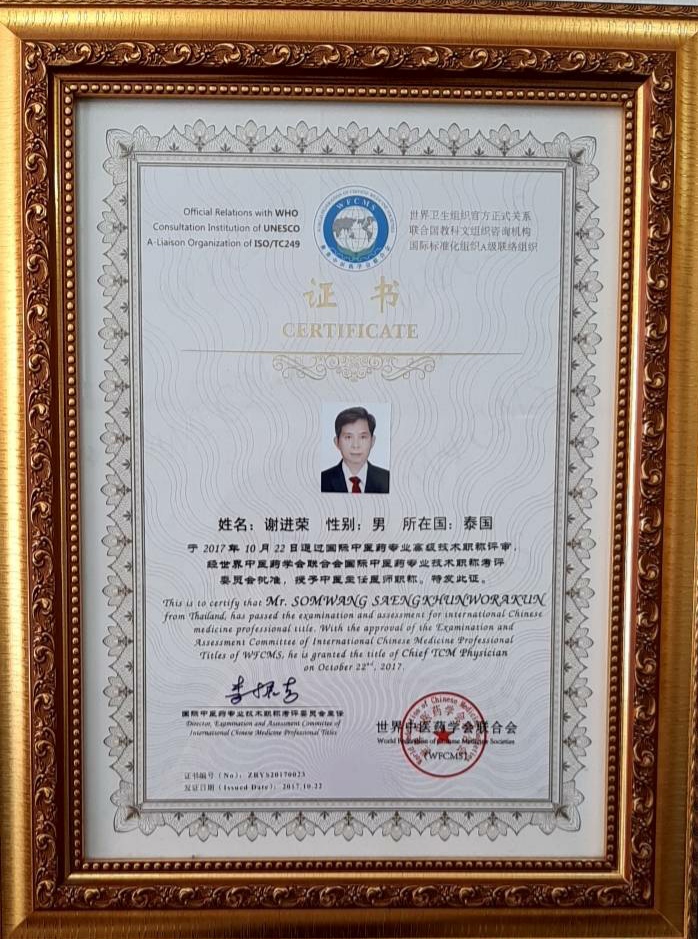 Official Relations with WHO
Consultation Institution of UNESCO
A-Liaison Organization of ISO/TC249
世界卫生组织官方正式关系
联合国教科文组织咨询机构
国际标准化组织A级联络组织
WFCMS
世界中医药学会联合会
证书
CERTIFICATE
姓名：谢进荣 性别：男 所在国：泰国
于 2017 年 10 月 22 日通过国际中医药专业高级技术职称评审，
经世界中医药学会联合会国际中医药专业技术职称考评
委员会批准，授予中医主任医师职称。特发此证。
This is to certify that Mr. SOMWANG SAENGKHUNWORAKUN
from Thailand, has passed the examination and assessment for international Chinese
medicine professional title. With the approval of the Examination and
Assessment Committee of International Chinese Medicine Professional
Titles of WFCMS, he is granted the title of Chief TCM Physician
on October 22nd, 2017.
国际中医药专业技术职称考评委员会主任
Director, Examination and Assessment Committee of
International Chinese Medicine Professional Titles
世界中医药学会联合会
World Federation of Chinese Medicine Societies
(WFCMS)
证书编号（No）：ZRYS20170023
发证日期（Issued Date）：2017.10.22